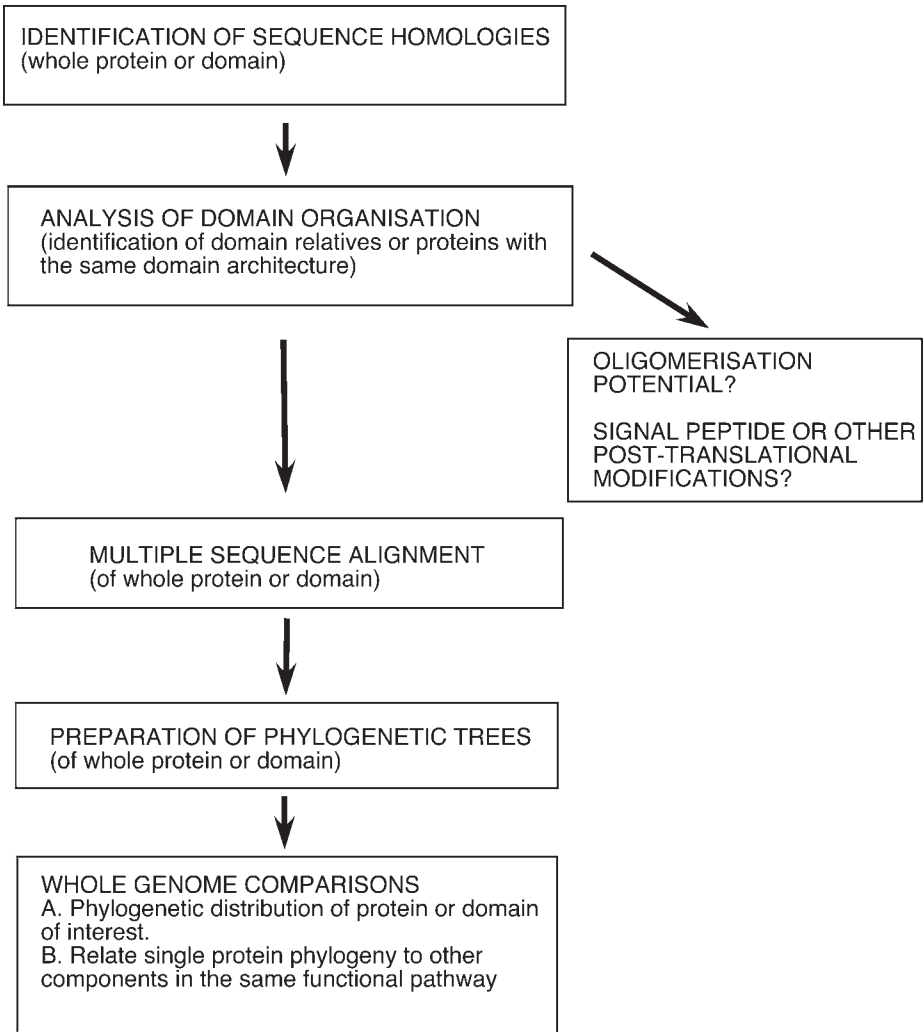 IDENTIFICATION OF SEQUENCE HOMOLOGIES
(whole protein or domain)
ANALYSIS OF DOMAIN ORGANISATION
(identification of domain relatives or proteins with
the same domain architecture)
OLIGOMERISATION
POTENTIAL?
SIGNAL PEPTIDE OR OTHER
POST-TRANSLATIONAL
MODIFICATIONS?
MULTIPLE SEQUENCE ALIGNMENT
(of whole protein or domain)
PREPARATION OF PHYLOGENETIC TREES
(of whole protein or domain)
WHOLE GENOME COMPARISONS
A. Phylogenetic distribution of protein or domain
of interest.
B. Relate single protein phylogeny to other
components in the same functional pathway